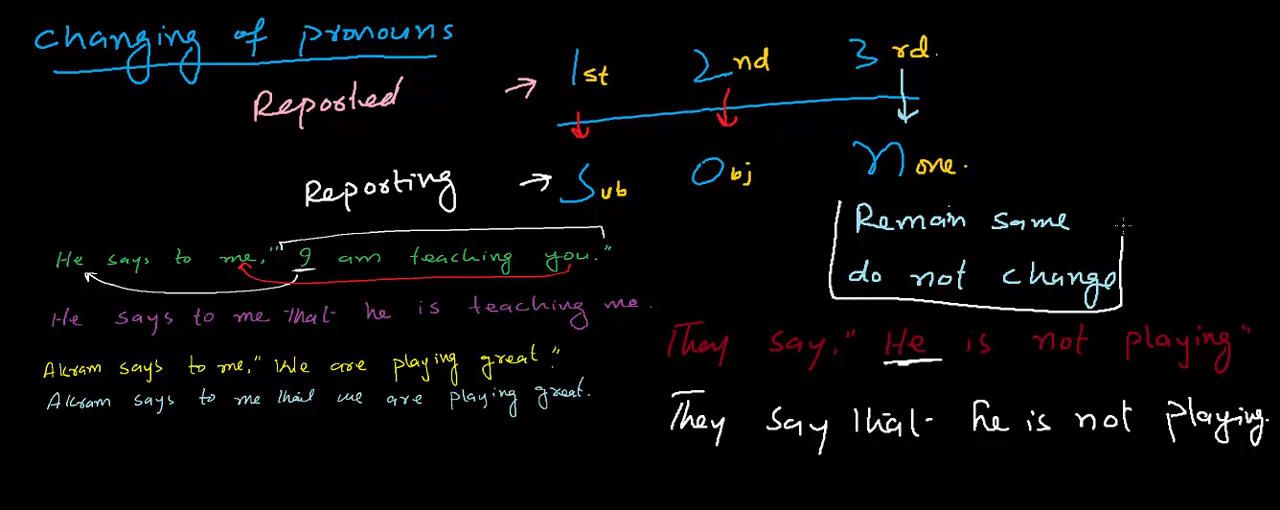 Changing of pronouns
Reported → 1st 2nd 3rd.
Reporting → Sub Obj None.
Remain same
do not change
He says to me," I am teaching you."
He says to me that he is teaching me.
They say," He is not playing"
Akram says to me," We are playing great."
Akram says to me that we are playing great.
They say that he is not playing.